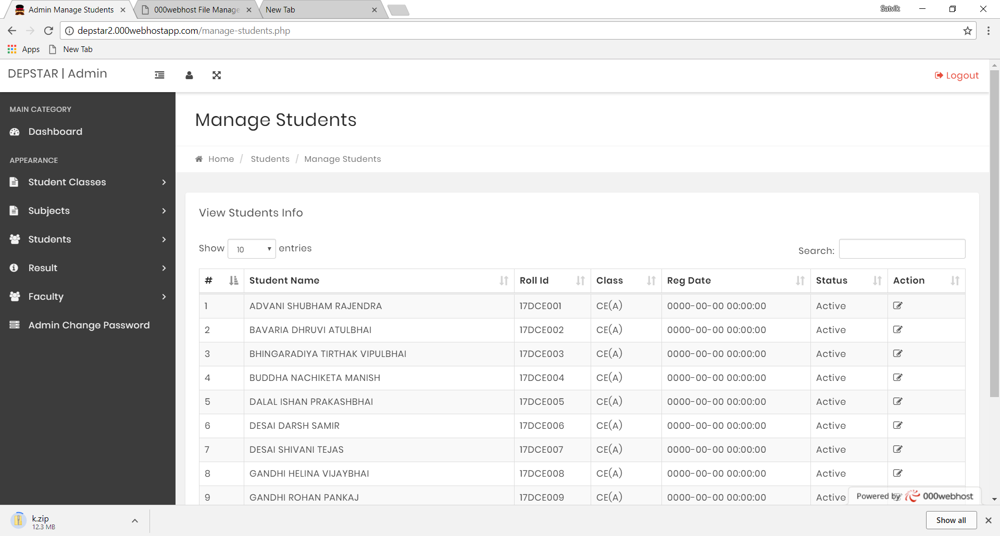 Admin Manage Students
000webhost File Manage
New Tab
Satvik
depstar2.000webhostapp.com/manage-students.php
Apps
New Tab
DEPSTAR | Admin
Logout
MAIN CATEGORY
Dashboard
APPEARANCE
Student Classes
Subjects
Students
Result
Faculty
Admin Change Password
Manage Students
Home / Students / Manage Students
View Students Info
Show 10 entries
Search:
# Student Name Roll Id Class Reg Date Status Action
1 ADVANI SHUBHAM RAJENDRA 17DCE001 CE(A) 0000-00-00 00:00:00 Active
2 BAVARIA DHRUVI ATULBHAI 17DCE002 CE(A) 0000-00-00 00:00:00 Active
3 BHINGARADIYA TIRTHAK VIPULBHAI 17DCE003 CE(A) 0000-00-00 00:00:00 Active
4 BUDDHA NACHIKETA MANISH 17DCE004 CE(A) 0000-00-00 00:00:00 Active
5 DALAL ISHAN PRAKASHBHAI 17DCE005 CE(A) 0000-00-00 00:00:00 Active
6 DESAI DARSH SAMIR 17DCE006 CE(A) 0000-00-00 00:00:00 Active
7 DESAI SHIVANI TEJAS 17DCE007 CE(A) 0000-00-00 00:00:00 Active
8 GANDHI HELINA VIJAYBHAI 17DCE008 CE(A) 0000-00-00 00:00:00 Active
9 GANDHI ROHAN PANKAJ 17DCE009 CE(A) 0000-00-00 00:00:00 Active
Powered by 000webhost
k.zip
12.3 MB
Show all